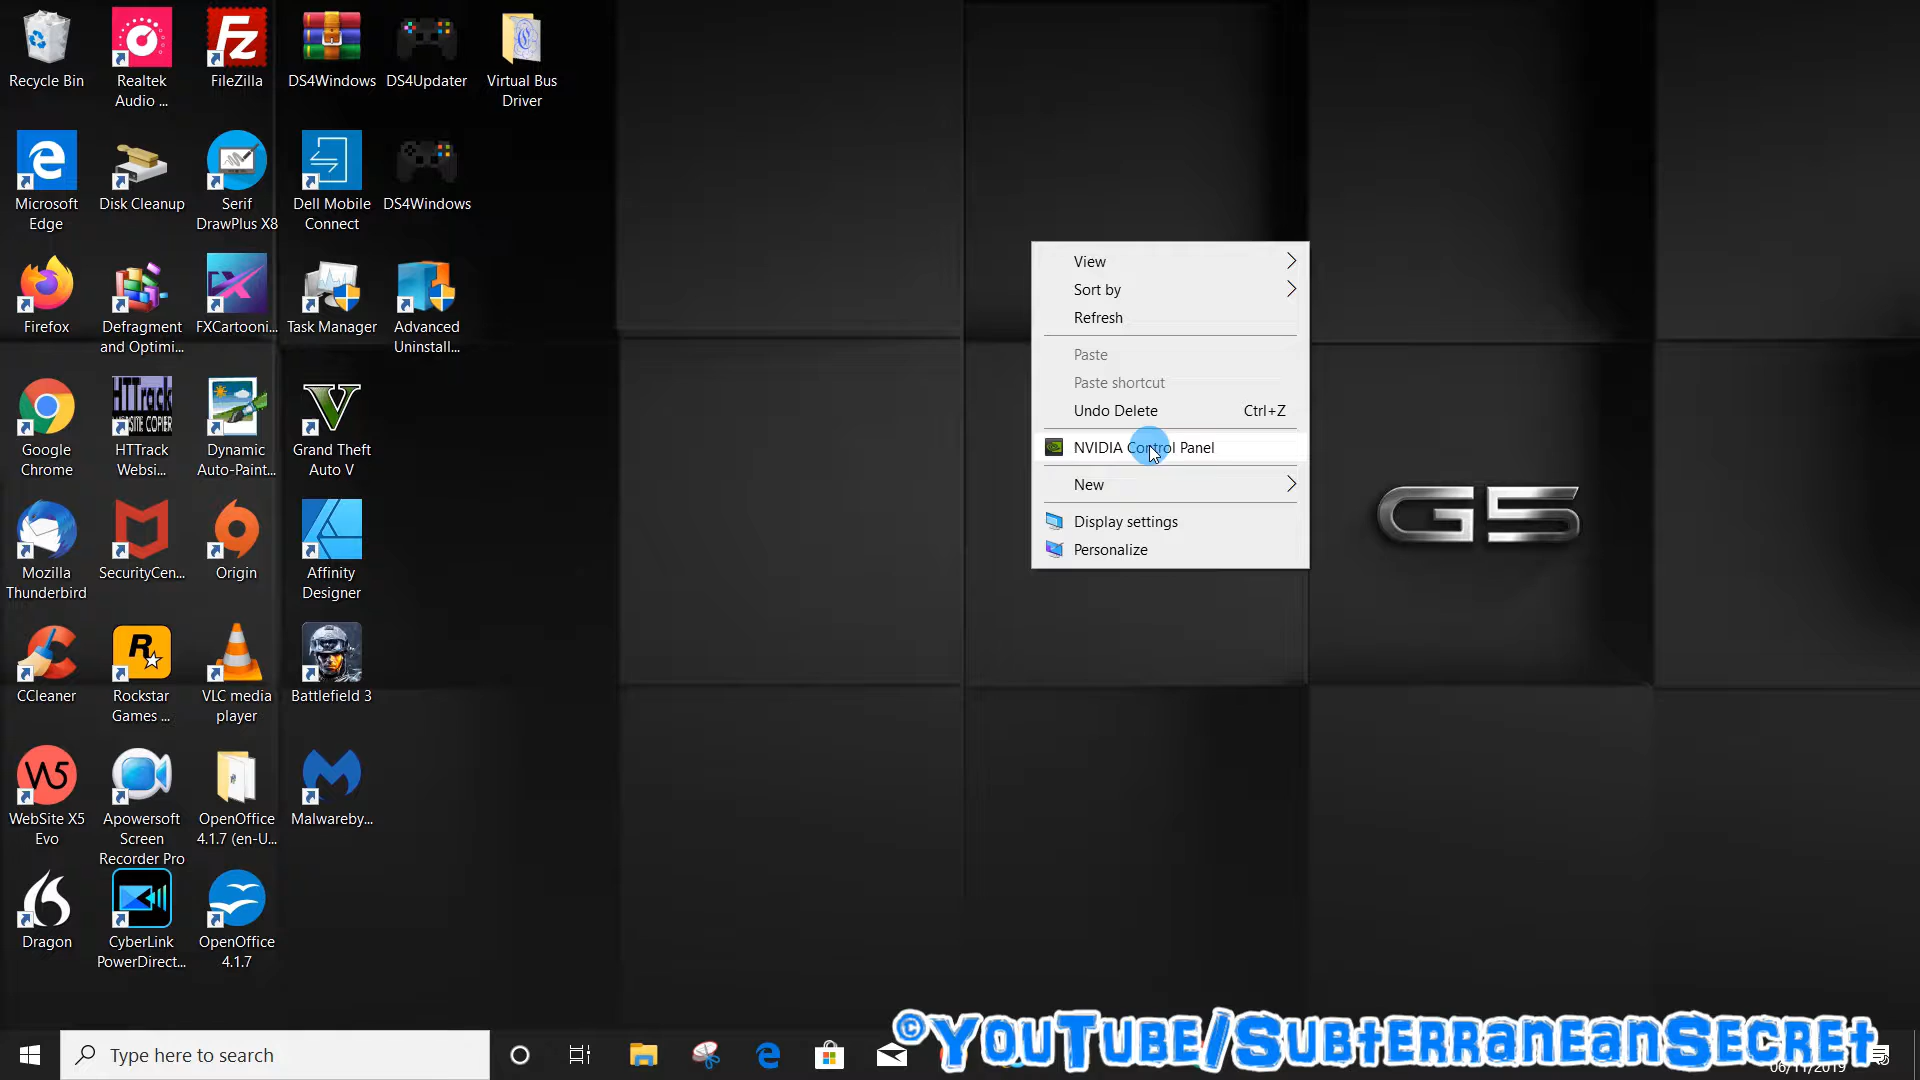 Recycle Bin
Realtek
Audio ...
FileZilla
DS4Windows
DS4Updater
Virtual Bus
Driver
Microsoft
Edge
Disk Cleanup
Serif
DrawPlus X8
Dell Mobile
Connect
DS4Windows
Firefox
Defragment
and Optimi...
FXCartooni...
Task Manager
Advanced
Uninstall...
Google
Chrome
HTTrack
Websi...
Dynamic
Auto-Paint...
Grand Theft
Auto V
Mozilla
Thunderbird
SecurityCen...
Origin
Affinity
Designer
CCleaner
Rockstar
Games ...
VLC media
player
Battlefield 3
WebSite X5
Evo
Apowersoft
Screen
Recorder Pro
OpenOffice
4.1.7 (en-U...
Malwareby...
Dragon
CyberLink
PowerDirect...
OpenOffice
4.1.7
View
Sort by
Refresh
Paste
Paste shortcut
Undo Delete Ctrl+Z
NVIDIA Control Panel
New
Display settings
Personalize
G5
Type here to search
©YouTube/SubterraneanSecret
06/11/2019